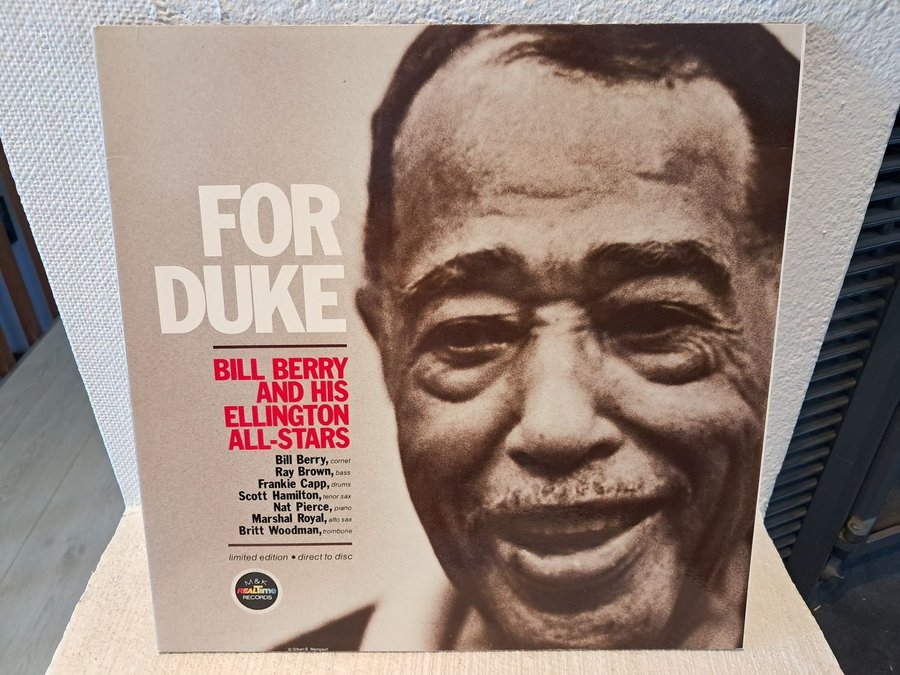 FOR
DUKE
BILL BERRY
AND HIS
ELLINGTON
ALL-STARS
Bill Berry, cornet
Ray Brown, bass
Frankie Capp, drums
Scott Hamilton, tenor sax
Nat Pierce, piano
Marshal Royal, alto sax
Britt Woodman, trombone
limited edition • direct to disc
M & K
REALTime
RECORDS
© Gilbert B. Weingourt